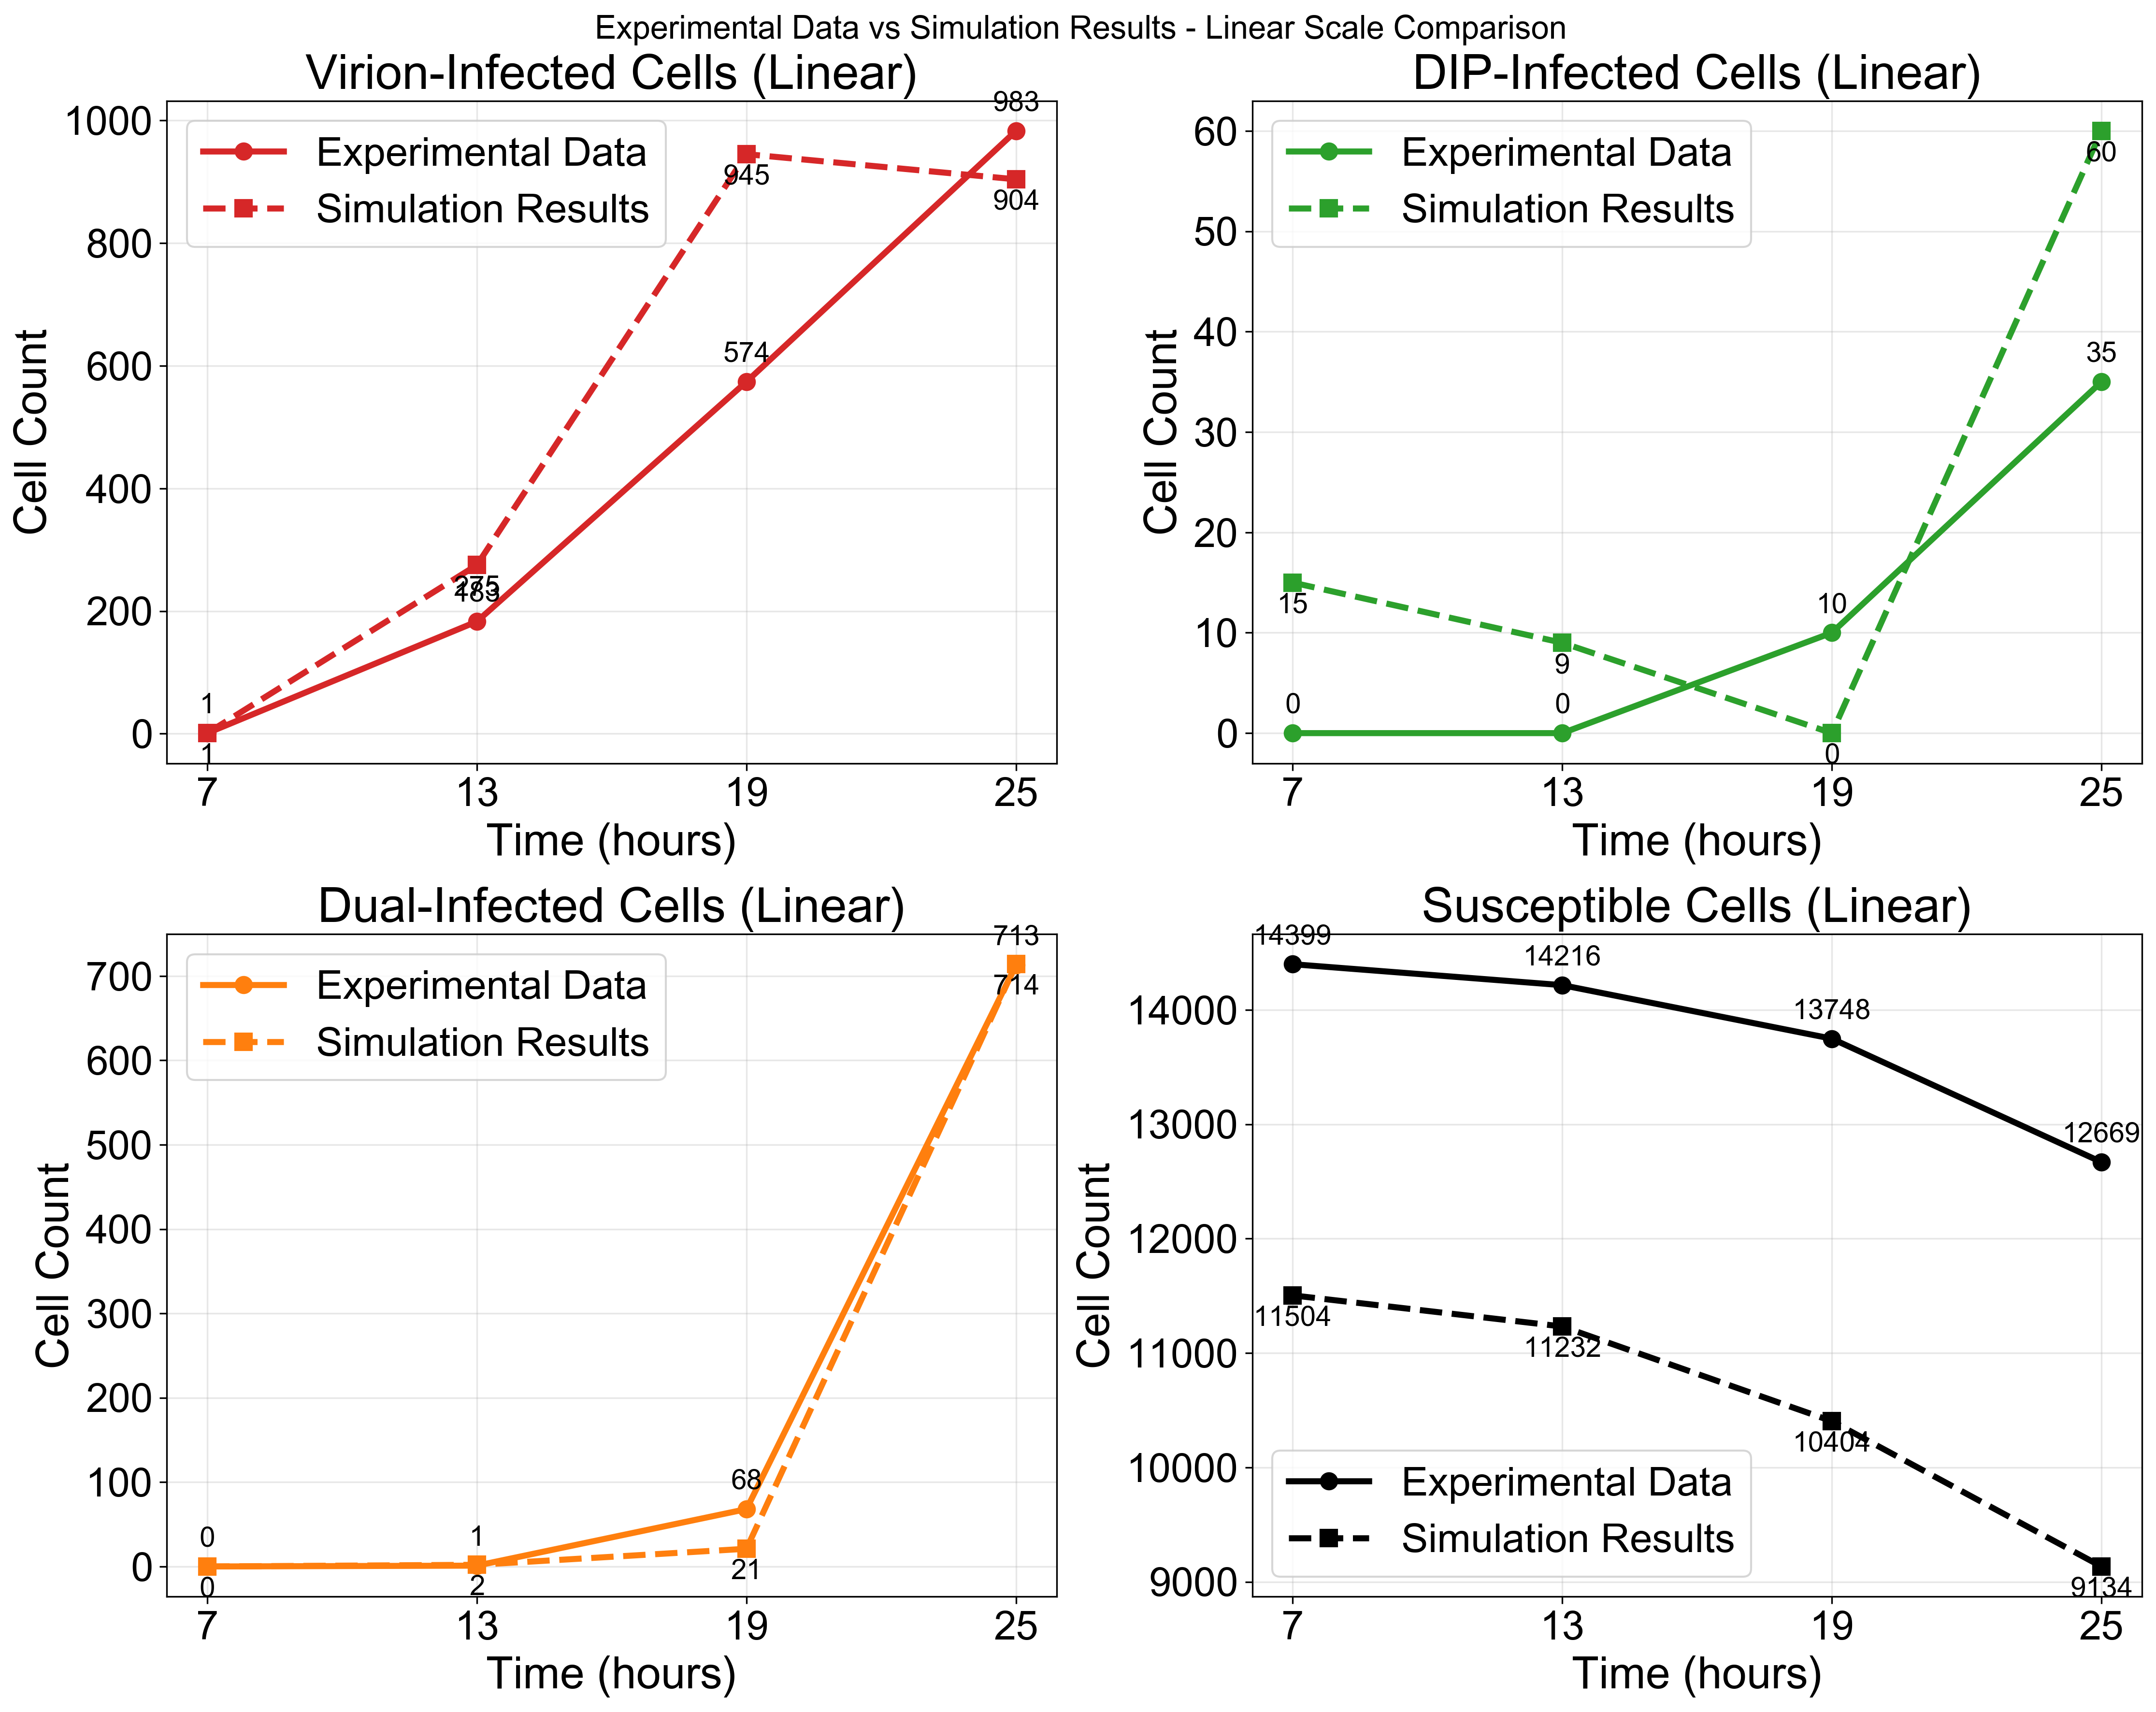 Experimental Data vs Simulation Results - Linear Scale Comparison
Virion-Infected Cells (Linear)
Cell Count
1000
800
600
400
200
0
Experimental Data
Simulation Results
983
945
904
574
275
183
1
1
7 13 19 25
Time (hours)
DIP-Infected Cells (Linear)
Cell Count
60
50
40
30
20
10
0
Experimental Data
Simulation Results
60
35
15
10
9
0
0
0
7 13 19 25
Time (hours)
Dual-Infected Cells (Linear)
Cell Count
700
600
500
400
300
200
100
0
Experimental Data
Simulation Results
713
714
68
21
0
1
0
2
7 13 19 25
Time (hours)
Susceptible Cells (Linear)
Cell Count
14000
13000
12000
11000
10000
9000
14399
14216
13748
12669
11504
11232
10404
9134
Experimental Data
Simulation Results
7 13 19 25
Time (hours)